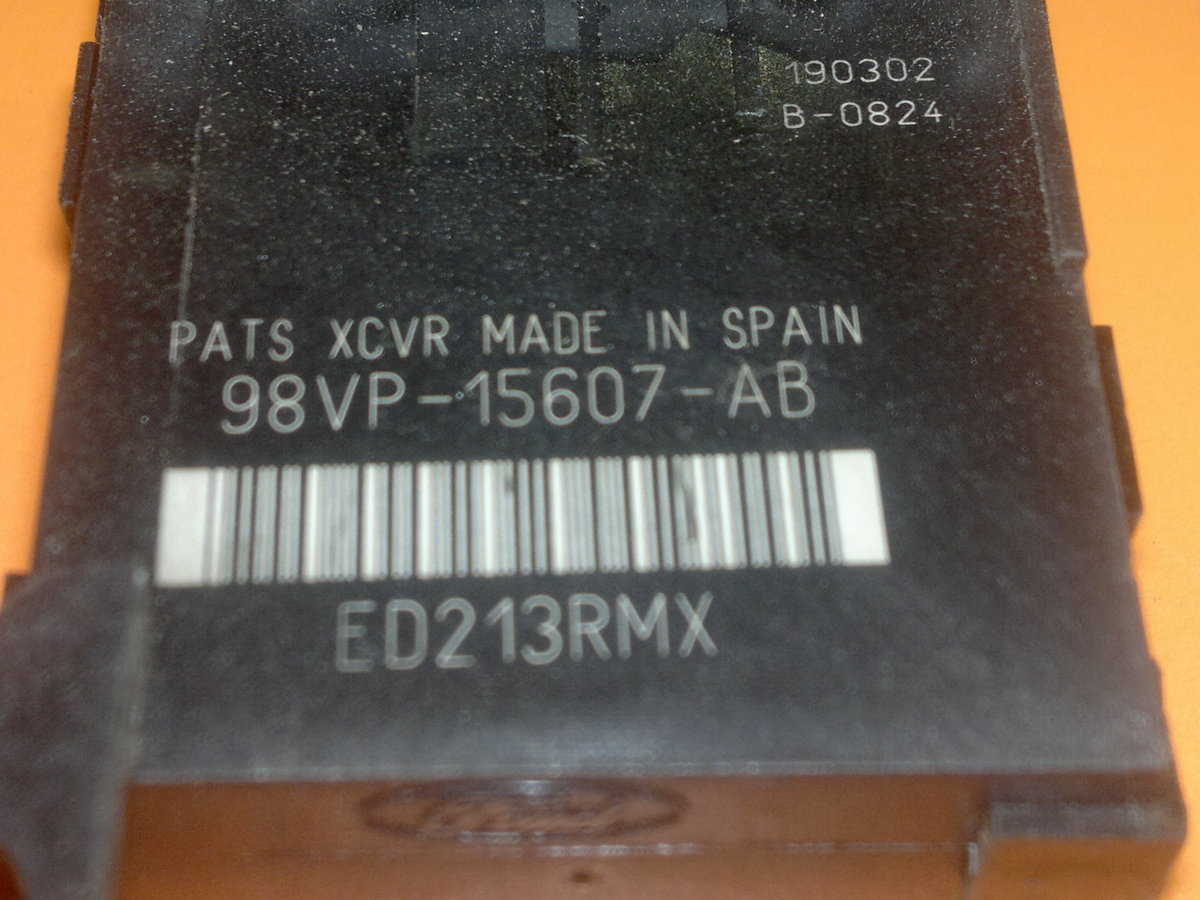 190302
B-0824
PATS XCVR MADE IN SPAIN
98VP-15607-AB
ED213RMX